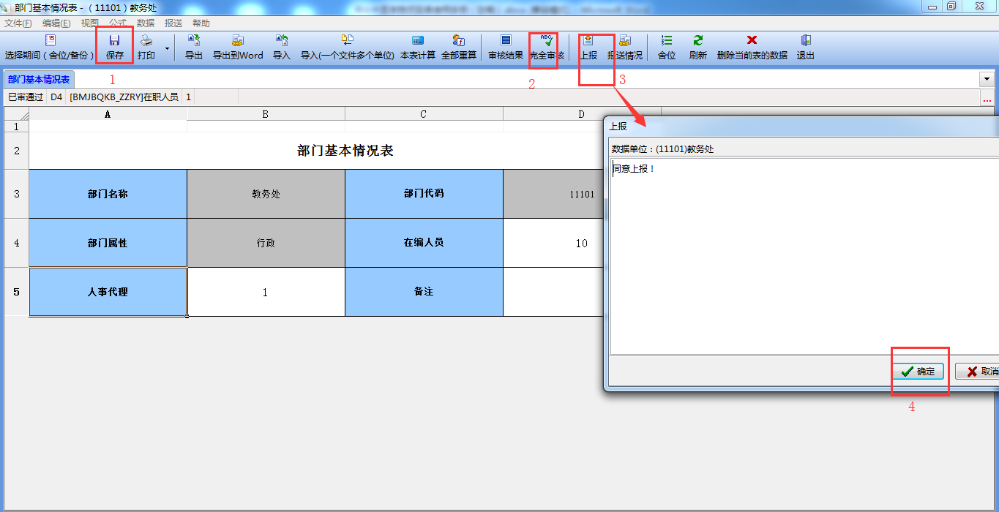 部门基本情况表 -（ 11101 ）教务处
文件(F) 编辑(E) 视图 公式 数据 报送 帮助
选择期间（舍位/备份） 保存 打印 导出 导出到Word 导入 导入(一个文件多个单位) 本表计算 全部重算 审核结果 完全审核 上报 报送情况 舍位 刷新 删除当前表的数据 退出
1 2 3
部门基本情况表
已审通过 D4 [BMJBQKB_ZZRY]在职人员 1
A B C D
1
2 部门基本情况表
3 部门名称 教务处 部门代码 11101
4 部门属性 行政 在编人员 10
5 人事代理 1 备注
上报
数据单位：(11101)教务处
同意上报！
确定 取消
4